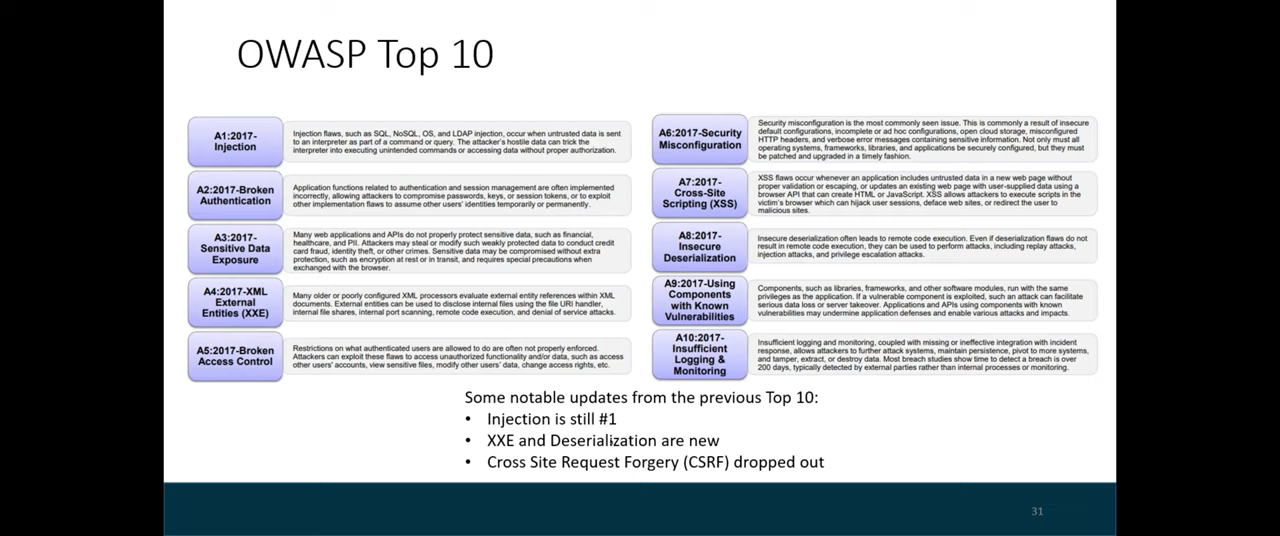 OWASP Top 10
A1:2017-
Injection
Injection flaws, such as SQL, NoSQL, OS, and LDAP injection, occur when untrusted data is sent
to an interpreter as part of a command or query. The attacker's hostile data can trick the
interpreter into executing unintended commands or accessing data without proper authorization.
A2:2017-Broken
Authentication
Application functions related to authentication and session management are often implemented
incorrectly, allowing attackers to compromise passwords, keys, or session tokens, or to exploit
other implementation flaws to assume other users' identities temporarily or permanently.
A3:2017-
Sensitive Data
Exposure
Many web applications and APIs do not properly protect sensitive data, such as financial,
healthcare, and PII. Attackers may steal or modify such weakly protected data to conduct credit
card fraud, identity theft, or other crimes. Sensitive data may be compromised without extra
protection, such as encryption at rest or in transit, and requires special precautions when
exchanged with the browser.
A4:2017-XML
External
Entities (XXE)
Many older or poorly configured XML processors evaluate external entity references within XML
documents. External entities can be used to disclose internal files using the file URI handler,
internal file shares, internal port scanning, remote code execution, and denial of service attacks.
A5:2017-Broken
Access Control
Restrictions on what authenticated users are allowed to do are often not properly enforced.
Attackers can exploit these flaws to access unauthorized functionality and/or data, such as access
other users' accounts, view sensitive files, modify other users' data, change access rights, etc.
A6:2017-Security
Misconfiguration
Security misconfiguration is the most commonly seen issue. This is commonly a result of insecure
default configurations, incomplete or ad hoc configurations, open cloud storage, misconfigured
HTTP headers, and verbose error messages containing sensitive information. Not only must all
operating systems, frameworks, libraries, and applications be securely configured, but they must
be patched and upgraded in a timely fashion.
A7:2017-
Cross-Site
Scripting (XSS)
XSS flaws occur whenever an application includes untrusted data in a new web page without
proper validation or escaping, or updates an existing web page with user-supplied data using a
browser API that can create HTML or JavaScript. XSS allows attackers to execute scripts in the
victim's browser which can hijack user sessions, deface web sites, or redirect the user to
malicious sites.
A8:2017-
Insecure
Deserialization
Insecure deserialization often leads to remote code execution. Even if deserialization flaws do not
result in remote code execution, they can be used to perform attacks, including replay attacks,
injection attacks, and privilege escalation attacks.
A9:2017-Using
Components
with Known
Vulnerabilities
Components, such as libraries, frameworks, and other software modules, run with the same
privileges as the application. If a vulnerable component is exploited, such an attack can facilitate
serious data loss or server takeover. Applications and APIs using components with known
vulnerabilities may undermine application defenses and enable various attacks and impacts.
A10:2017-
Insufficient
Logging &
Monitoring
Insufficient logging and monitoring, coupled with missing or ineffective integration with incident
response, allows attackers to further attack systems, maintain persistence, pivot to more systems,
and tamper, extract, or destroy data. Most breach studies show time to detect a breach is over
200 days, typically detected by external parties rather than internal processes or monitoring.
Some notable updates from the previous Top 10:
• Injection is still #1
• XXE and Deserialization are new
• Cross Site Request Forgery (CSRF) dropped out
31